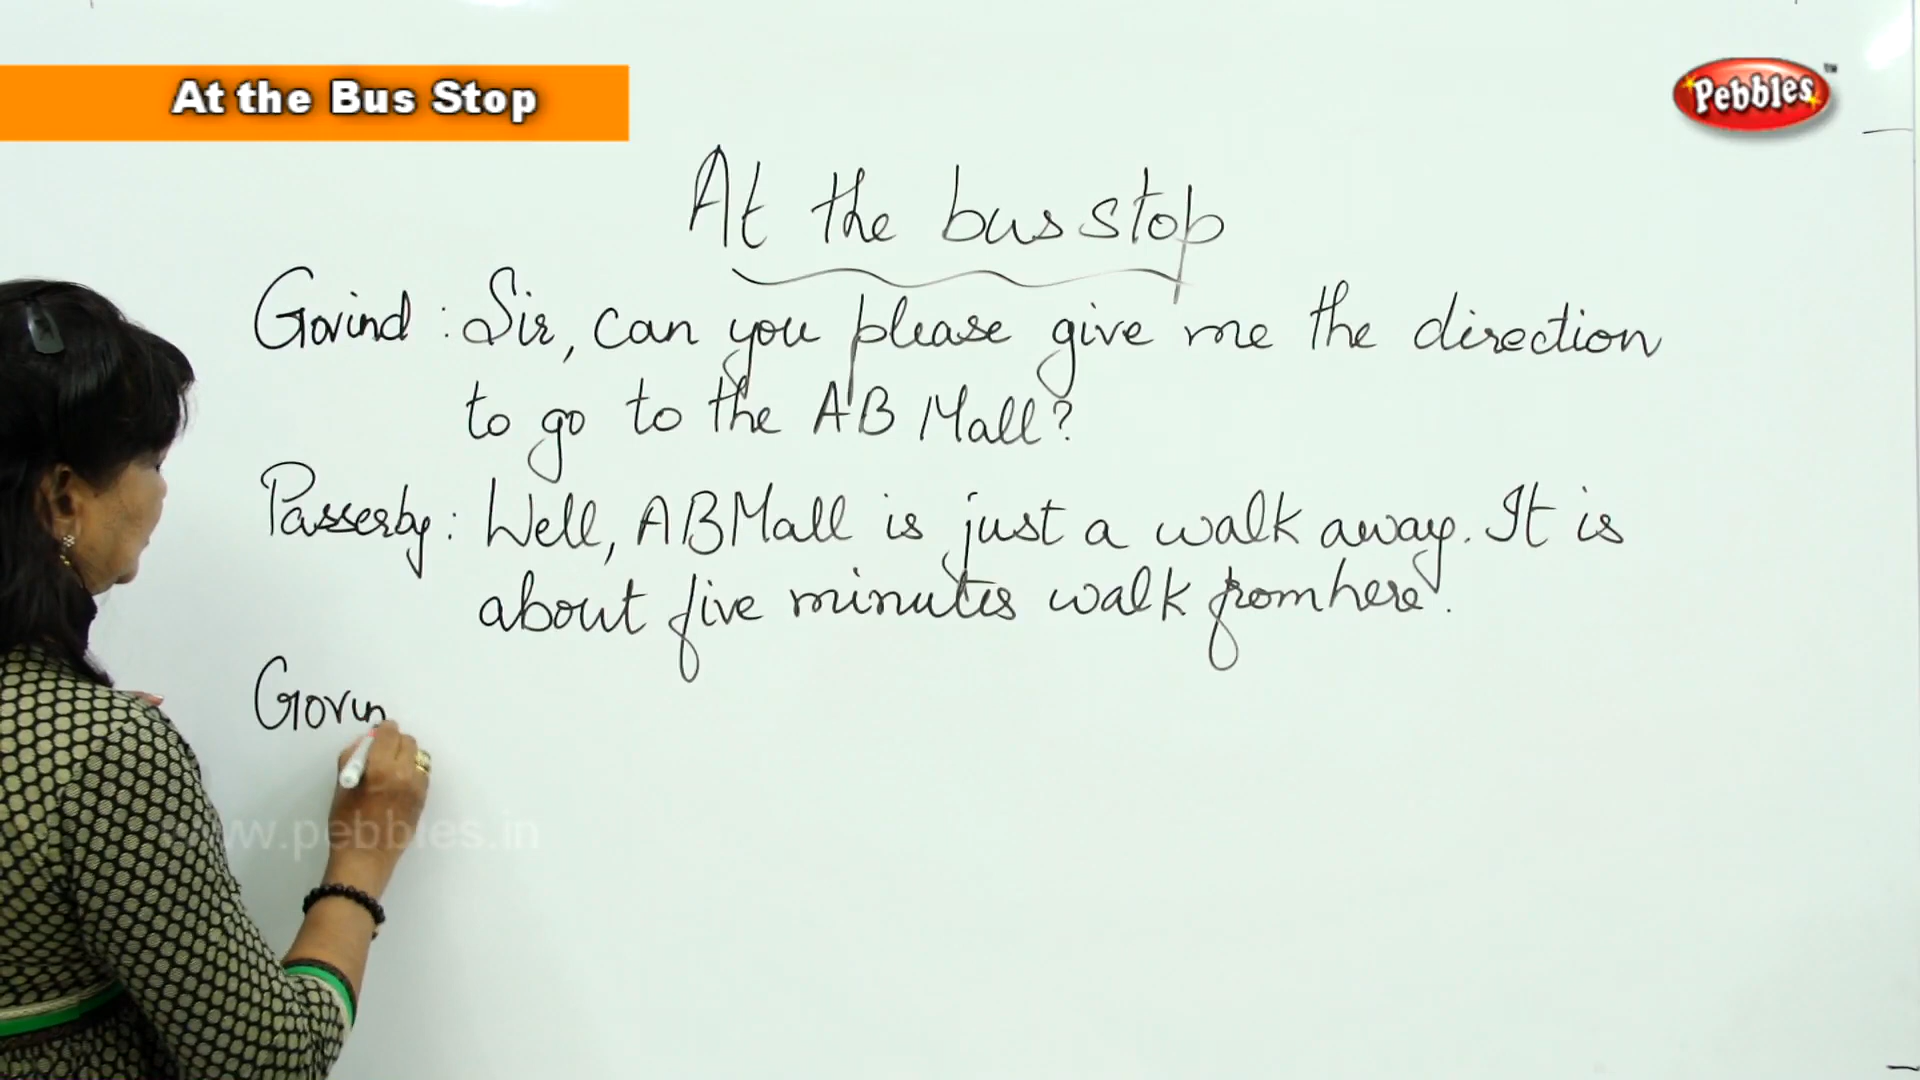 At the Bus Stop
Pebbles™
At the bus stop
Govind : Sir, can you please give me the direction
to go to the AB Mall?
Passerby : Well, AB Mall is just a walk away. It is
about five minutes walk from here.
Govin
www.pebbles.in